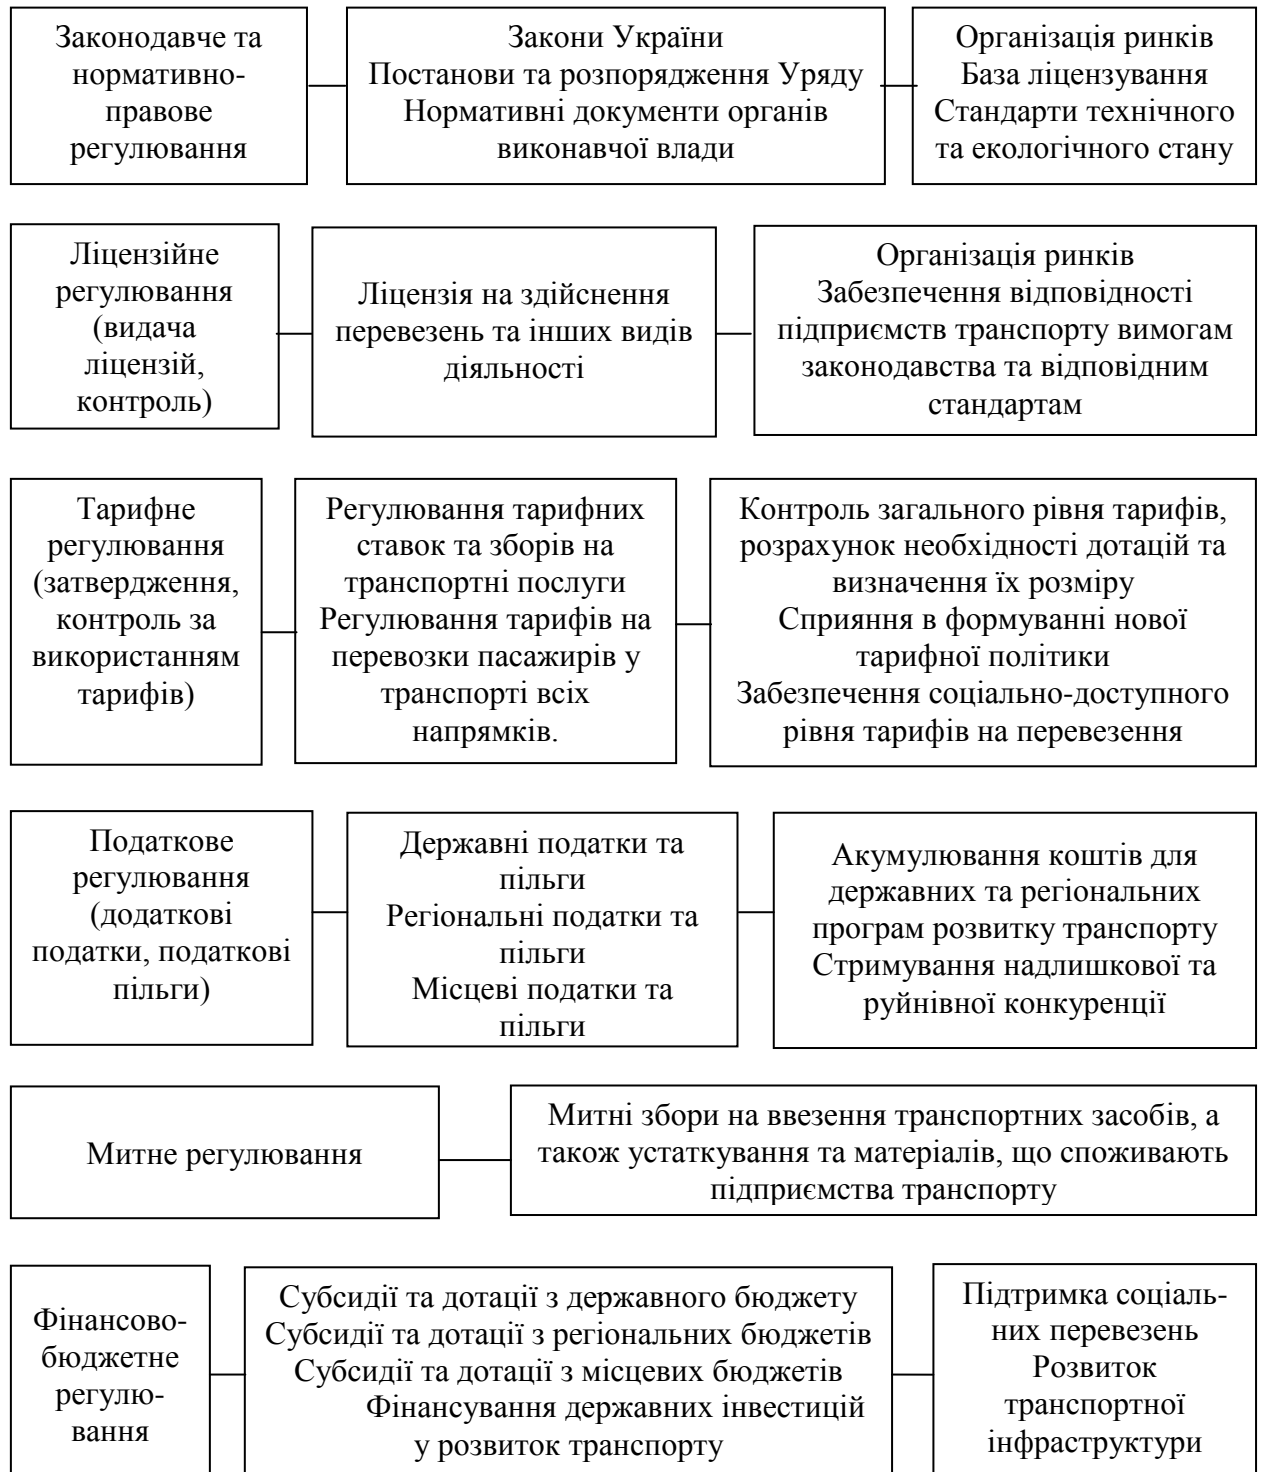 Законодавче та
нормативно-
правове
регулювання
Закони України
Постанови та розпорядження Уряду
Нормативні документи органів
виконавчої влади
Організація ринків
База ліцензування
Стандарти технічного
та екологічного стану
Ліцензійне
регулювання
(видача
ліцензій,
контроль)
Ліцензія на здійснення
перевезень та інших видів
діяльності
Організація ринків
Забезпечення відповідності
підприємств транспорту вимогам
законодавства та відповідним
стандартам
Тарифне
регулювання
(затвердження,
контроль за
використанням
тарифів)
Регулювання тарифних
ставок та зборів на
транспортні послуги
Регулювання тарифів на
перевозки пасажирів у
транспорті всіх
напрямків.
Контроль загального рівня тарифів,
розрахунок необхідності дотацій та
визначення їх розміру
Сприяння в формуванні нової
тарифної політики
Забезпечення соціально-доступного
рівня тарифів на перевезення
Податкове
регулювання
(додаткові
податки, податкові
пільги)
Державні податки та
пільги
Регіональні податки та
пільги
Місцеві податки та
пільги
Акумулювання коштів для
державних та регіональних
програм розвитку транспорту
Стримування надлишкової та
руйнівної конкуренції
Митне регулювання
Митні збори на ввезення транспортних засобів, а
також устаткування та матеріалів, що споживають
підприємства транспорту
Фінансово-
бюджетне
регулю-
вання
Субсидії та дотації з державного бюджету
Субсидії та дотації з регіональних бюджетів
Субсидії та дотації з місцевих бюджетів
Фінансування державних інвестицій
у розвиток транспорту
Підтримка соціаль-
них перевезень
Розвиток
транспортної
інфраструктури